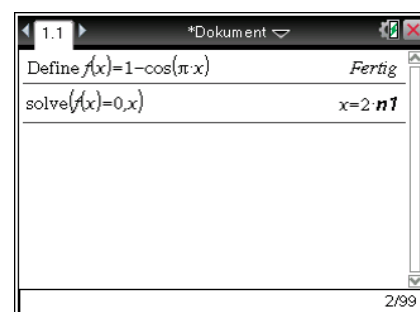 1.1 *Dokument
Define f(x)=1−cos(π·x) Fertig
solve(f(x)=0,x) x=2·n1
2/99